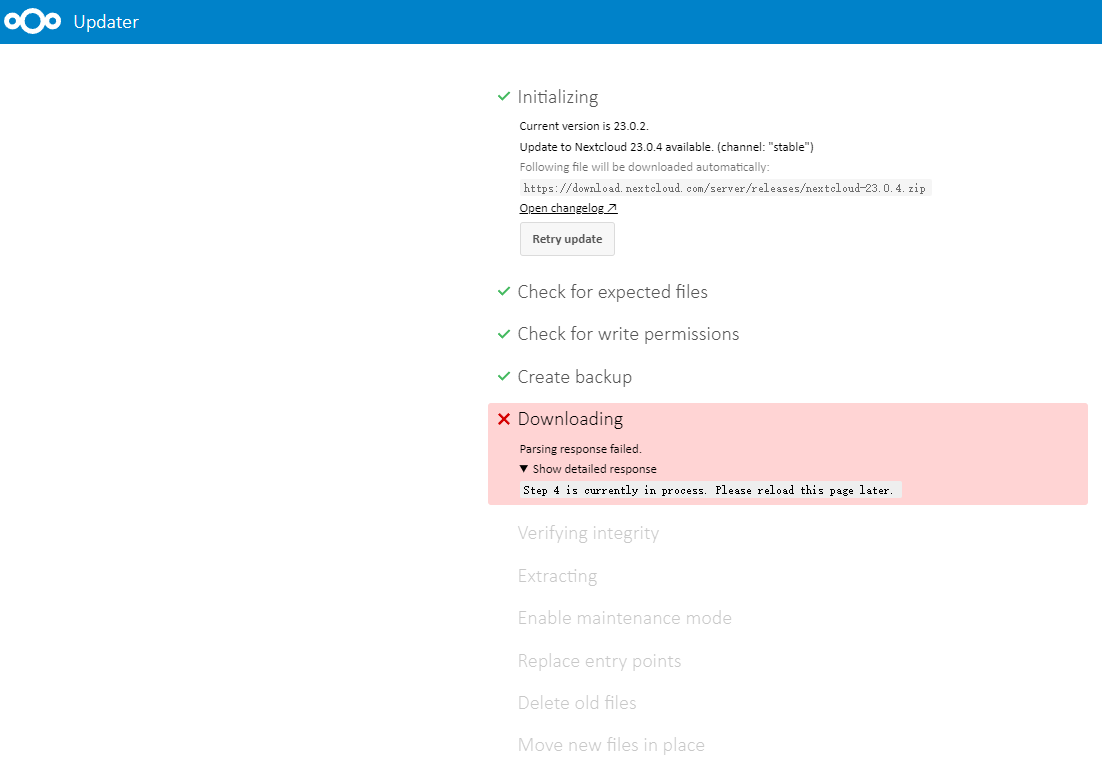 Updater
Initializing
Current version is 23.0.2.
Update to Nextcloud 23.0.4 available. (channel: "stable")
Following file will be downloaded automatically:
https://download.nextcloud.com/server/releases/nextcloud-23.0.4.zip
Open changelog ↗
Retry update
Check for expected files
Check for write permissions
Create backup
Downloading
Parsing response failed.
▼ Show detailed response
Step 4 is currently in process. Please reload this page later.
Verifying integrity
Extracting
Enable maintenance mode
Replace entry points
Delete old files
Move new files in place